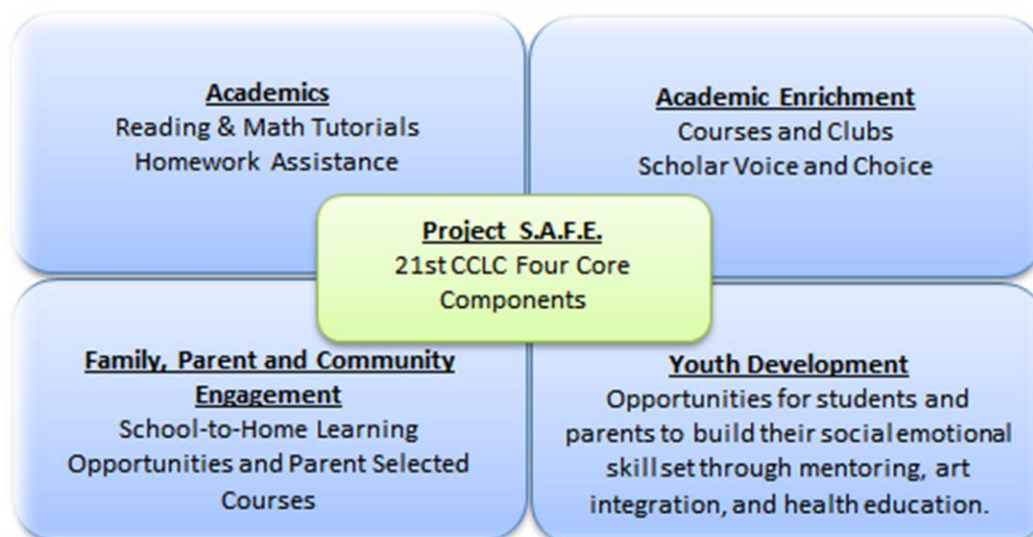 Academics
Reading & Math Tutorials
Homework Assistance
Academic Enrichment
Courses and Clubs
Scholar Voice and Choice
Project S.A.F.E.
21st CCLC Four Core
Components
Family, Parent and Community
Engagement
School-to-Home Learning
Opportunities and Parent Selected
Courses
Youth Development
Opportunities for students and
parents to build their social emotional
skill set through mentoring, art
integration, and health education.